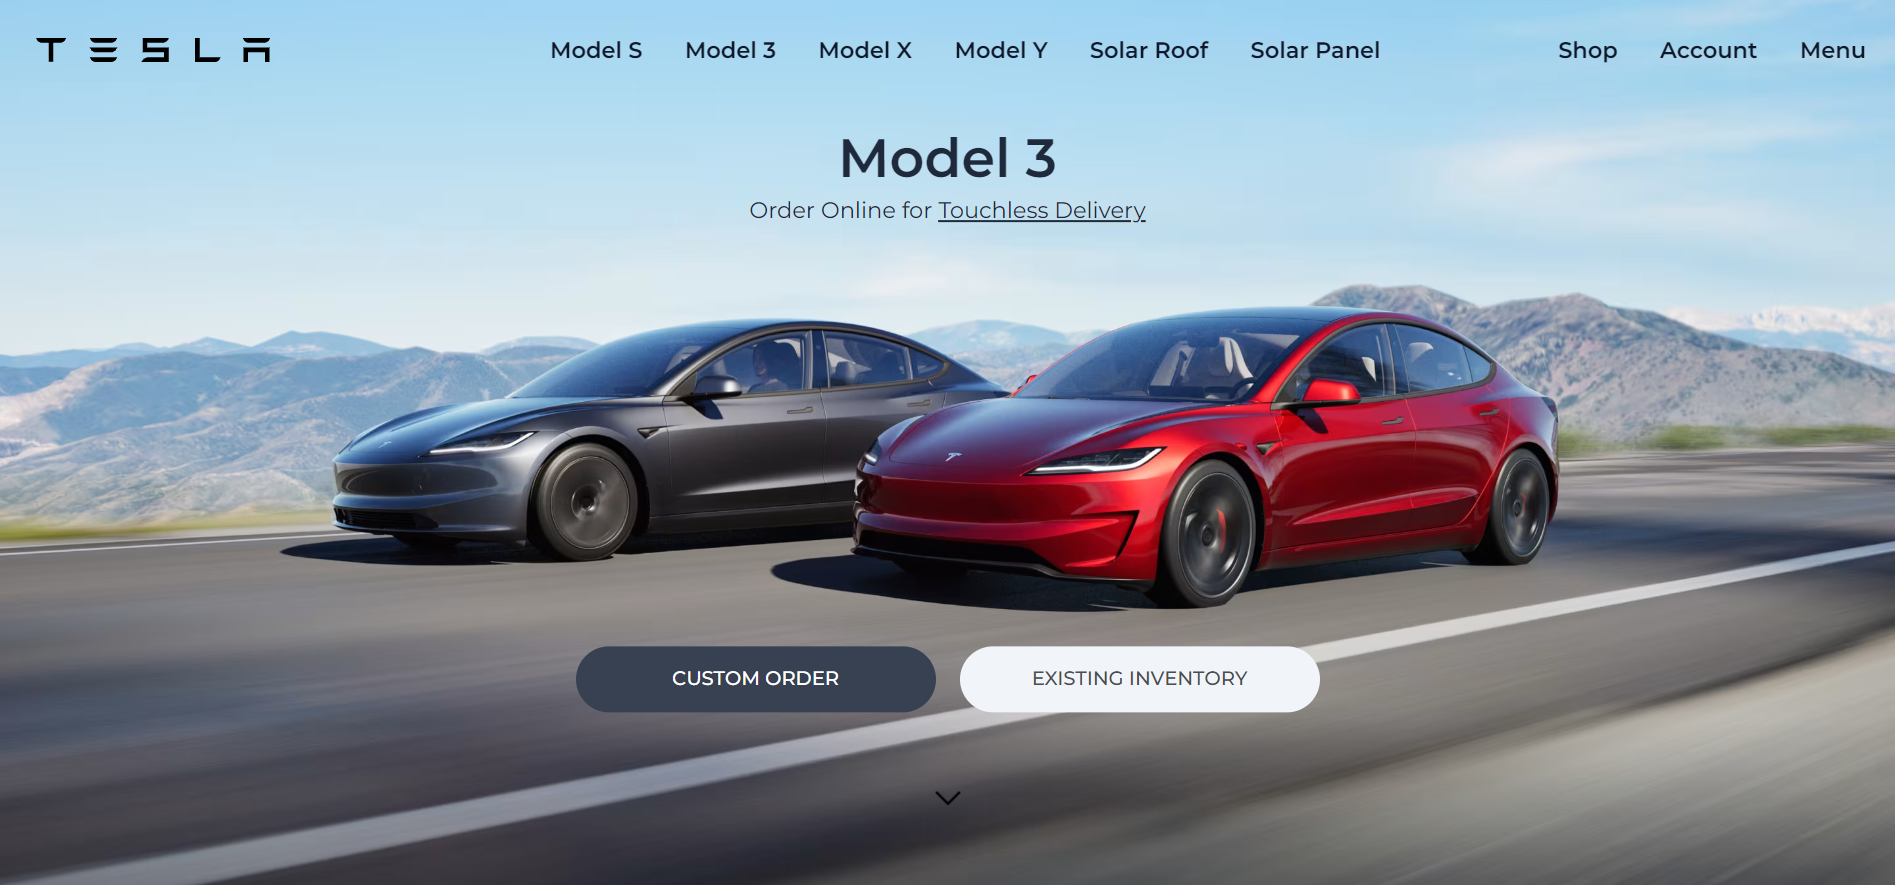 TESLA
Model S Model 3 Model X Model Y Solar Roof Solar Panel
Shop Account Menu
Model 3
Order Online for Touchless Delivery
CUSTOM ORDER
EXISTING INVENTORY